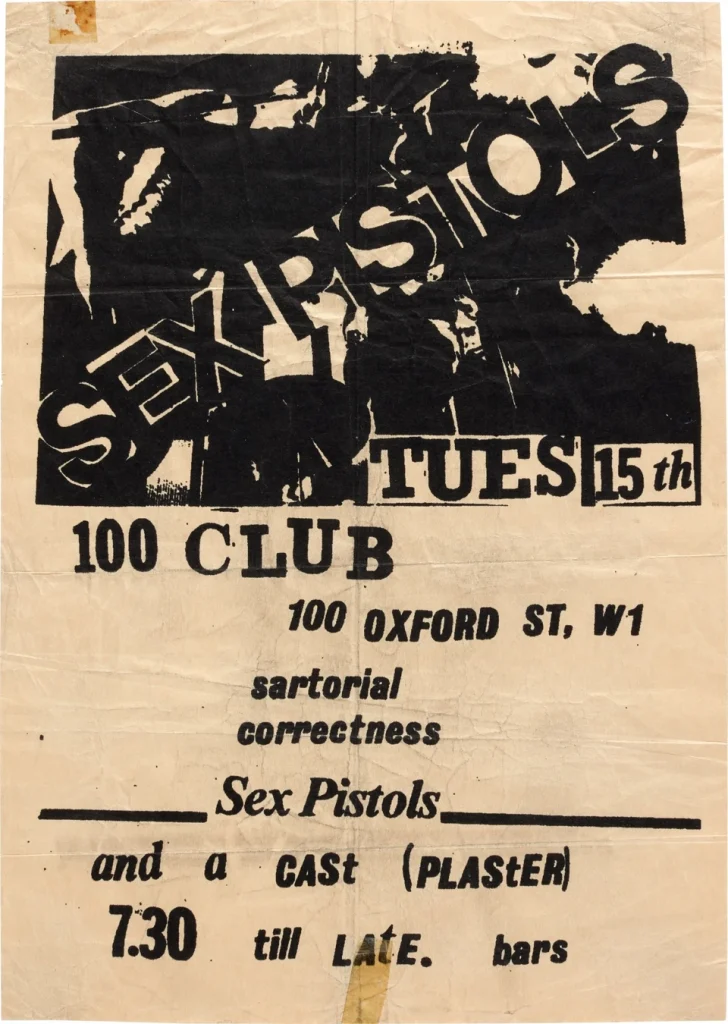 SEX PISTOLS
TUES 15th
100 CLUB
100 OXFORD ST, W1
sartorial
correctness
Sex Pistols
and a CASt (PLAStER)
7.30 till LAtE. bars